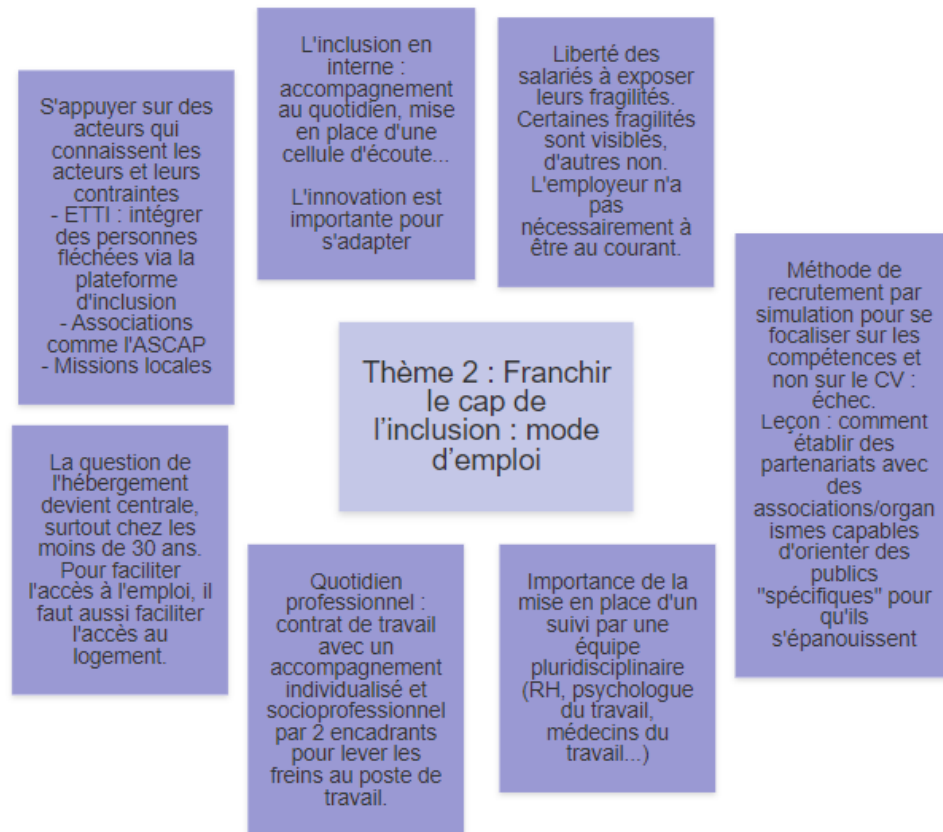 L'inclusion en
interne :
accompagnement
au quotidien, mise
en place d'une
cellule d'écoute...
L'innovation est
importante pour
s'adapter
Liberté des
salariés à exposer
leurs fragilités.
Certaines fragilités
sont visibles,
d'autres non.
L'employeur n'a
pas
nécessairement à
être au courant.
S'appuyer sur des
acteurs qui
connaissent les
acteurs et leurs
contraintes
- ETTI : intégrer
des personnes
fléchées via la
plateforme
d'inclusion
- Associations
comme l'ASCAP
- Missions locales
Thème 2 : Franchir
le cap de
l’inclusion : mode
d’emploi
Méthode de
recrutement par
simulation pour se
focaliser sur les
compétences et
non sur le CV :
échec.
Leçon : comment
établir des
partenariats avec
des
associations/organ
ismes capables
d'orienter des
publics
"spécifiques" pour
qu'ils
s'épanouissent
La question de
l'hébergement
devient centrale,
surtout chez les
moins de 30 ans.
Pour faciliter
l'accès à l'emploi, il
faut aussi faciliter
l'accès au
logement.
Quotidien
professionnel :
contrat de travail
avec un
accompagnement
individualisé et
socioprofessionnel
par 2 encadrants
pour lever les
freins au poste de
travail.
Importance de la
mise en place d'un
suivi par une
équipe
pluridisciplinaire
(RH, psychologue
du travail,
médecins du
travail...)